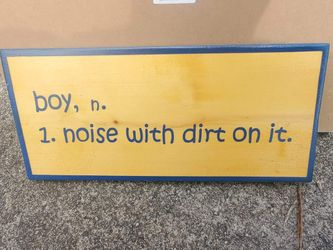 boy, n.
1. noise with dirt on it.